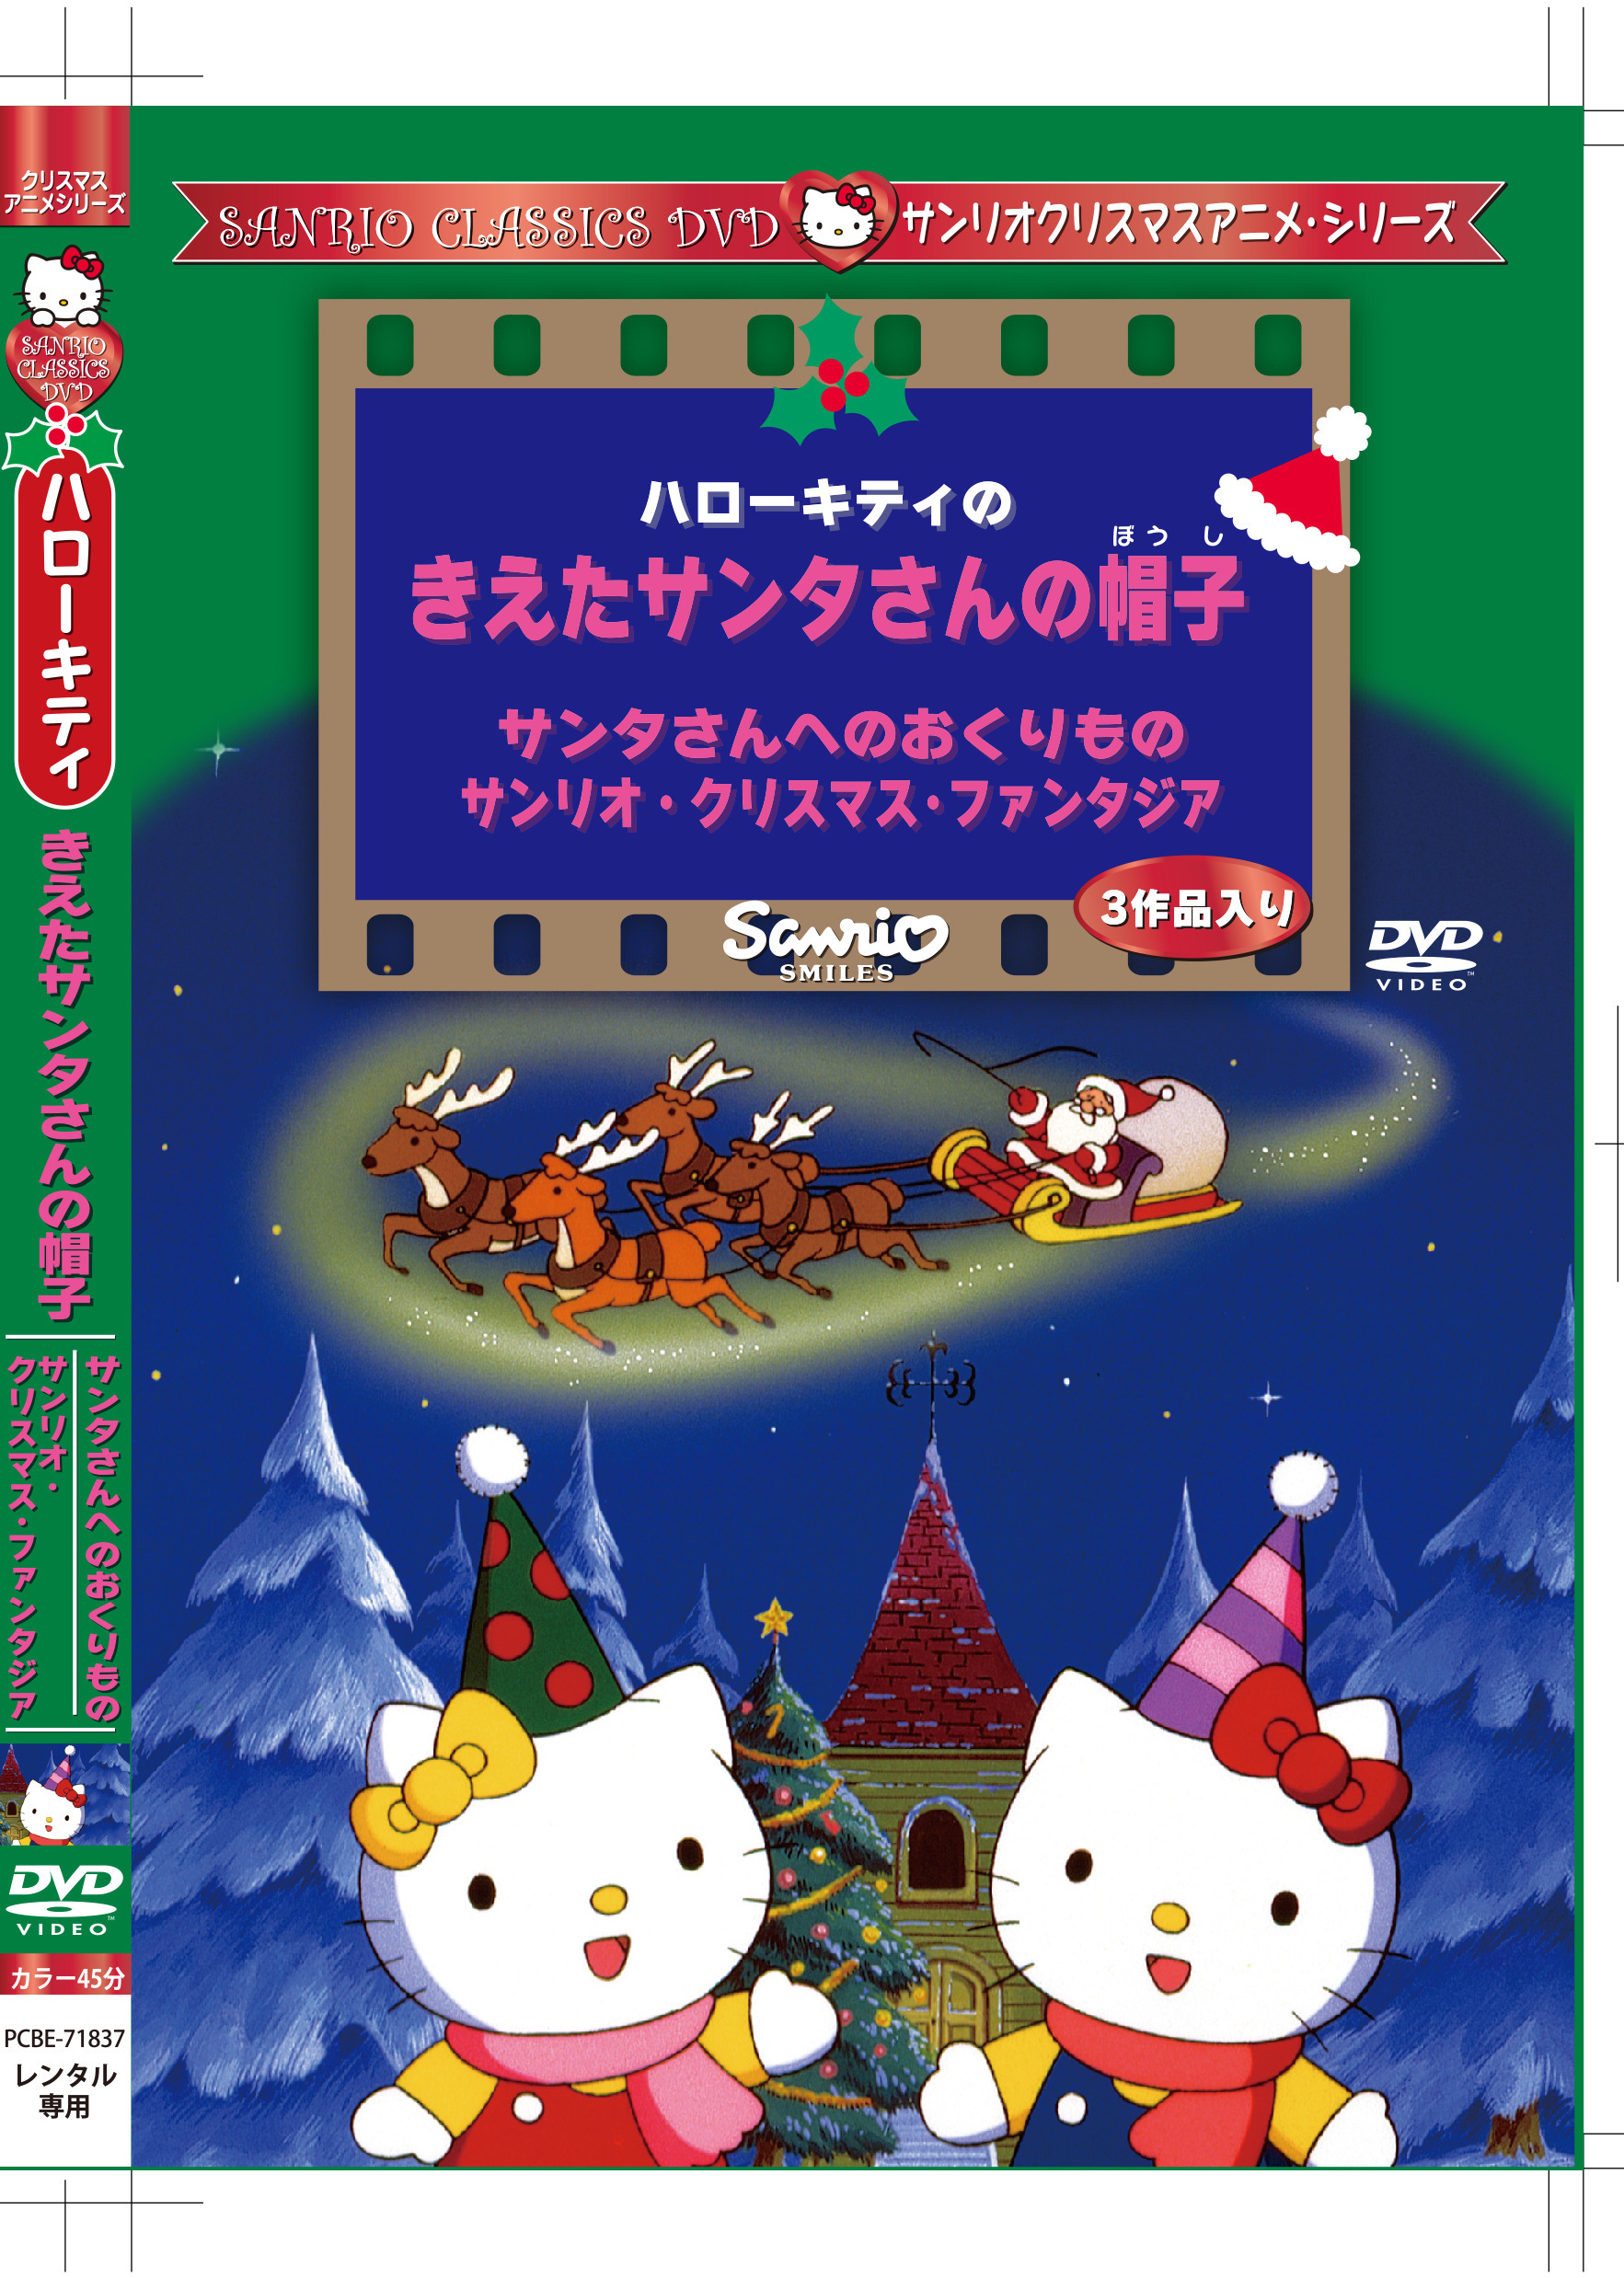 クリスマス
アニメシリーズ
SANRIO
CLASSICS
DVD
ハローキティ
きえたサンタさんの帽子
サンタさんへのおくりもの
サンリオ・
クリスマス・ファンタジア
DVD
VIDEO
TM
カラー45分
PCBE-71837
レンタル
専用
SANRIO CLASSICS DVD サンリオクリスマスアニメ・シリーズ
ハローキティの
ぼうし
きえたサンタさんの帽子
サンタさんへのおくりもの
サンリオ・クリスマス・ファンタジア
3作品入り
Sanrio
SMILES
DVD
VIDEO
TM